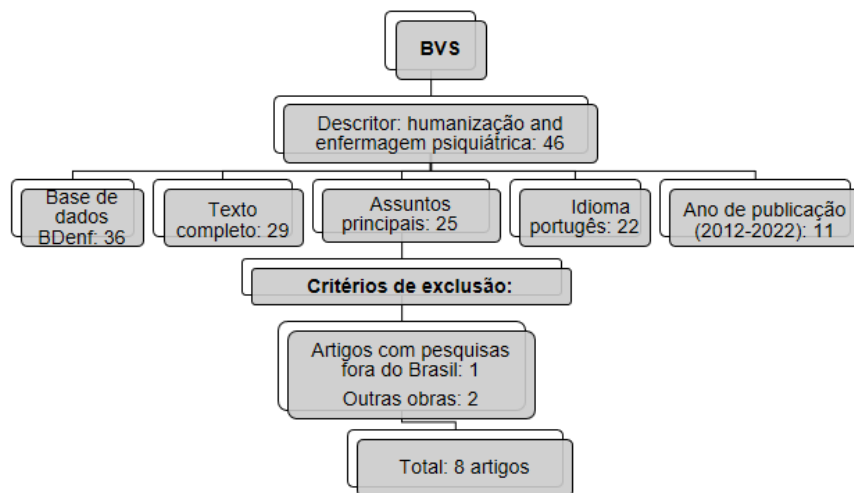 BVS
Descritor: humanização and
enfermagem psiquiátrica: 46
Base de
dados
BDenf: 36
Texto
completo: 29
Assuntos
principais: 25
Idioma
portugês: 22
Ano de publicação
(2012-2022): 11
Critérios de exclusão:
Artigos com pesquisas
fora do Brasil: 1
Outras obras: 2
Total: 8 artigos